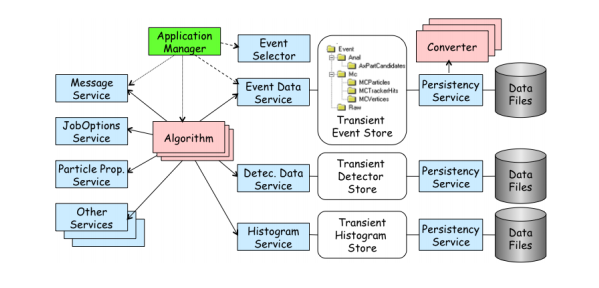 Application
Manager
Event
Selector
Converter
Message
Service
Event Data
Service
Event
Anal
AxPartCandidates
Mc
MCParticles
MCTrackerHits
MCVertices
Raw
Transient
Event Store
Persistency
Service
Data
Files
JobOptions
Service
Algorithm
Particle Prop.
Service
Detec. Data
Service
Transient
Detector
Store
Persistency
Service
Data
Files
Other
Services
Histogram
Service
Transient
Histogram
Store
Persistency
Service
Data
Files